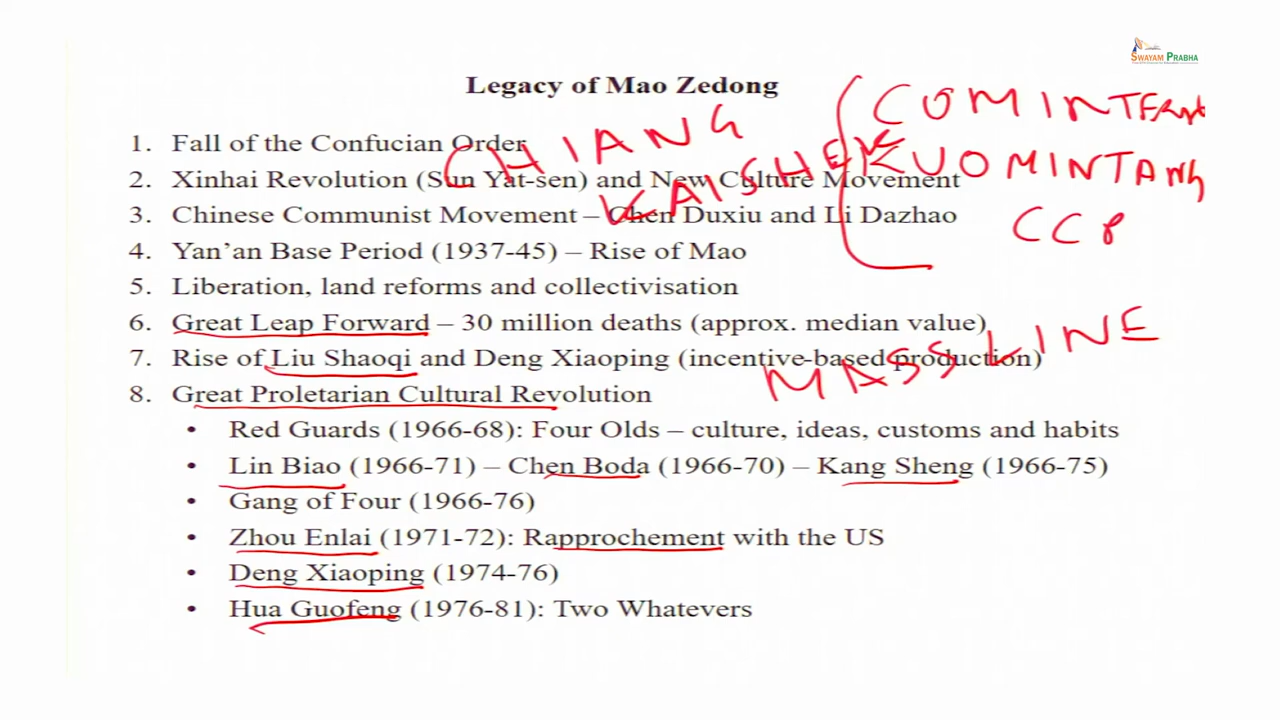 SWAYAM PRABHA
Legacy of Mao Zedong
COMINTERN
1. Fall of the Confucian Order
CHIANG
KUOMINTANG
2. Xinhai Revolution (Sun Yat-sen) and New Culture Movement
KAISHEK
3. Chinese Communist Movement – Chen Duxiu and Li Dazhao
CCP
4. Yan’an Base Period (1937-45) – Rise of Mao
5. Liberation, land reforms and collectivisation
6. Great Leap Forward – 30 million deaths (approx. median value)
7. Rise of Liu Shaoqi and Deng Xiaoping (incentive-based production)
MASS LINE
8. Great Proletarian Cultural Revolution
• Red Guards (1966-68): Four Olds – culture, ideas, customs and habits
• Lin Biao (1966-71) – Chen Boda (1966-70) – Kang Sheng (1966-75)
• Gang of Four (1966-76)
• Zhou Enlai (1971-72): Rapprochement with the US
• Deng Xiaoping (1974-76)
• Hua Guofeng (1976-81): Two Whatevers